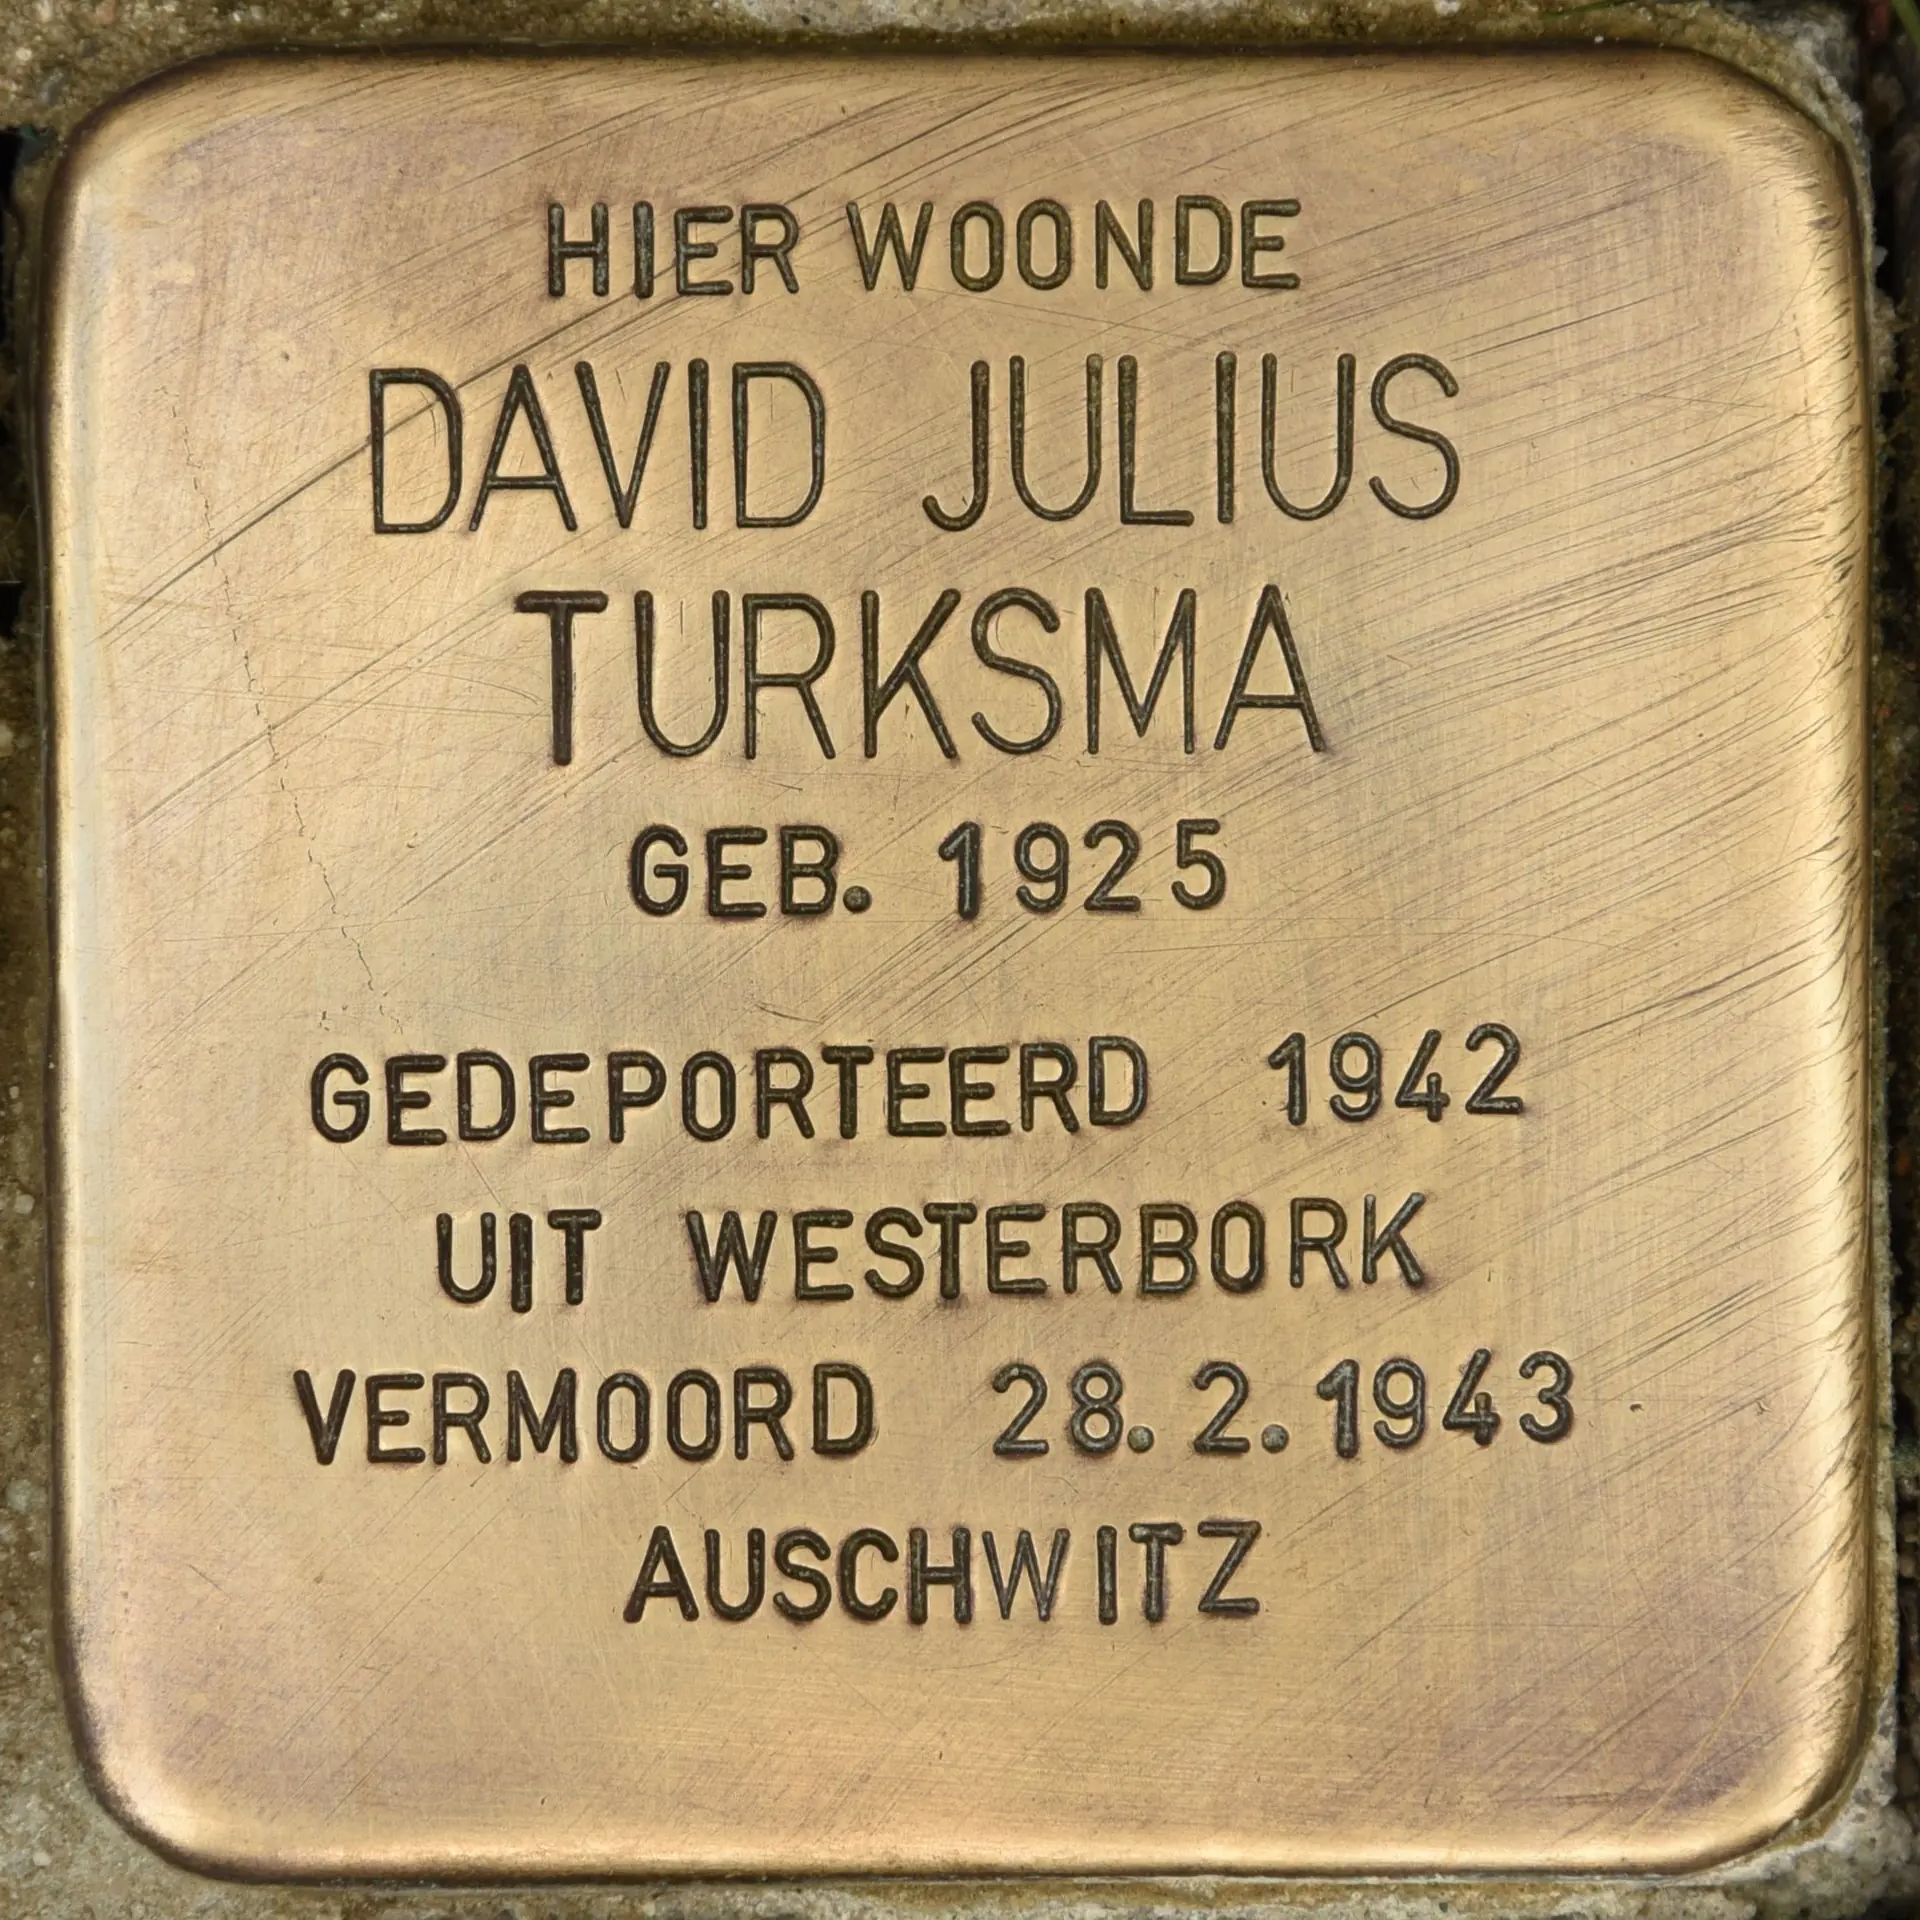 HIER WOONDE
DAVID JULIUS
TURKSMA
GEB. 1925
GEDEPORTEERD 1942
UIT WESTERBORK
VERMOORD 28.2.1943
AUSCHWITZ